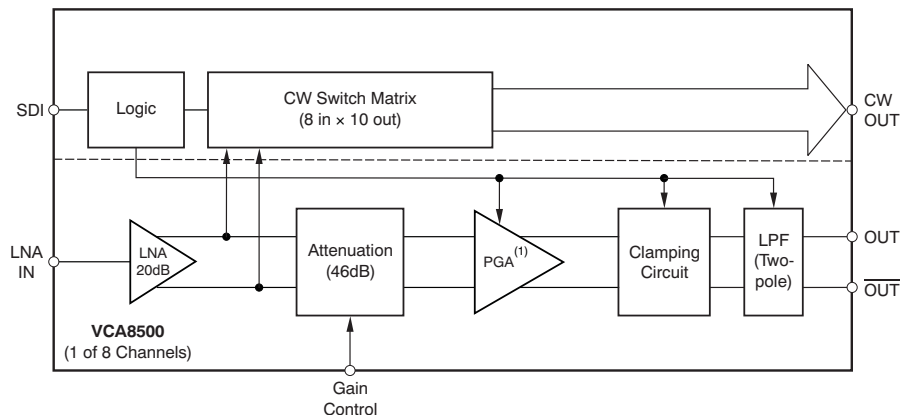 SDI
Logic
CW Switch Matrix
(8 in × 10 out)
CW
OUT
LNA
IN
LNA
20dB
Attenuation
(46dB)
PGA(1)
Clamping
Circuit
LPF
(Two-
pole)
OUT
OUT
VCA8500
(1 of 8 Channels)
Gain
Control